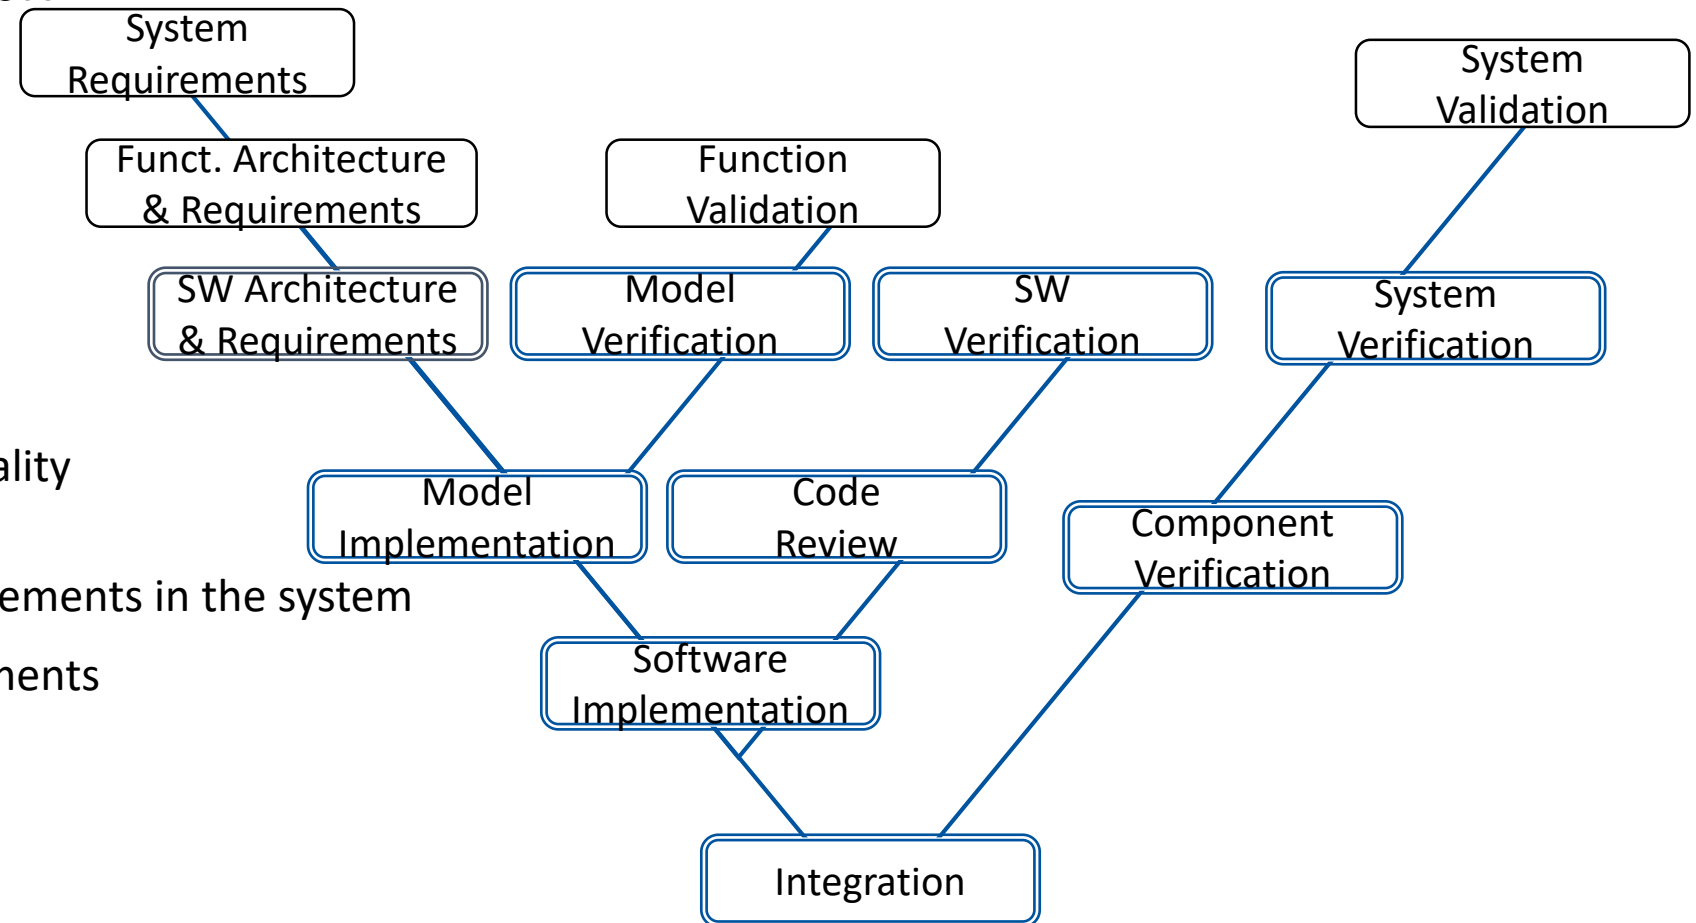 System
Requirements
System
Validation
Funct. Architecture
& Requirements
Function
Validation
SW Architecture
& Requirements
Model
Verification
SW
Verification
System
Verification
ality
Model
Implementation
Code
Review
Component
Verification
ements in the system
Software
Implementation
nents
Integration